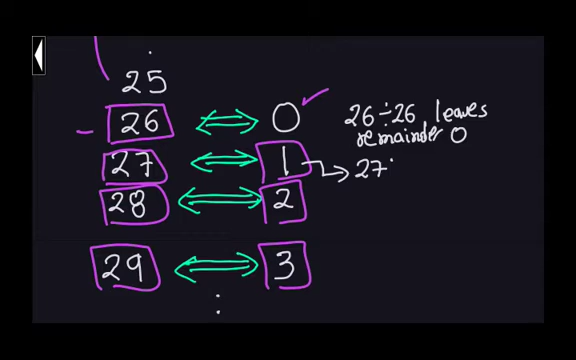 25
26 ⟺ 0 26÷26 leaves
remainder 0
27 ⟺ 1 → 27
28 ⟺ 2
29 ⟺ 3
⋮